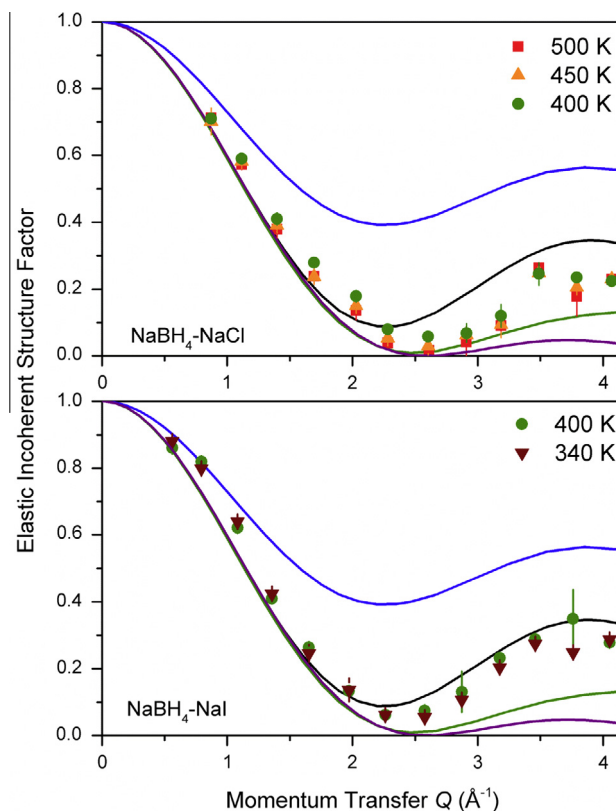 1.0
0.8
0.6
0.4
0.2
0.0
500 K
450 K
400 K
NaBH₄-NaCl
0 1 2 3 4
1.0
0.8
0.6
0.4
0.2
0.0
400 K
340 K
NaBH₄-NaI
0 1 2 3 4
Elastic Incoherent Structure Factor
Momentum Transfer Q (Å⁻¹)